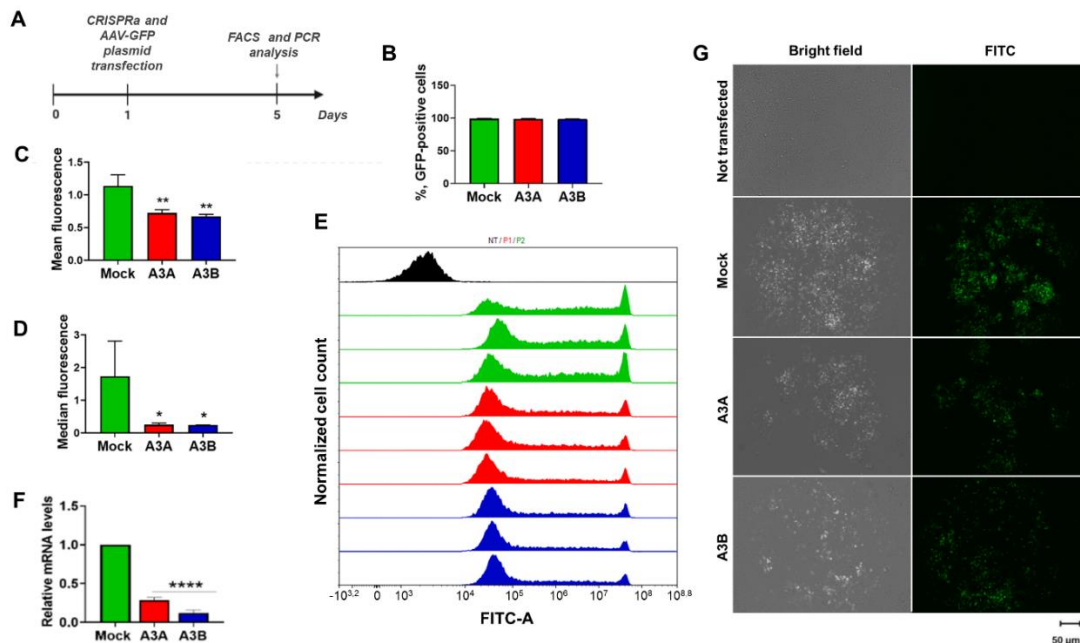 A
CRISPRa and
AAV-GFP
plasmid
transfection
FACS and PCR
analysis
0
1
5
Days
B
%, GFP-positive cells
150
100
50
0
Mock
A3A
A3B
C
Mean fluorescence
1.5
1.0
0.5
0.0
**
**
Mock
A3A
A3B
D
Median fluorescence
3
2
1
0
*
*
Mock
A3A
A3B
E
NT / P1 / P2
Normalized cell count
-10^3.2
0
10^3
10^4
10^5
10^6
10^7
10^8
10^8.8
FITC-A
F
Relative mRNA levels
1.5
1.0
0.5
0.0
****
Mock
A3A
A3B
G
Bright field
FITC
Not transfected
Mock
A3A
A3B
50 µm